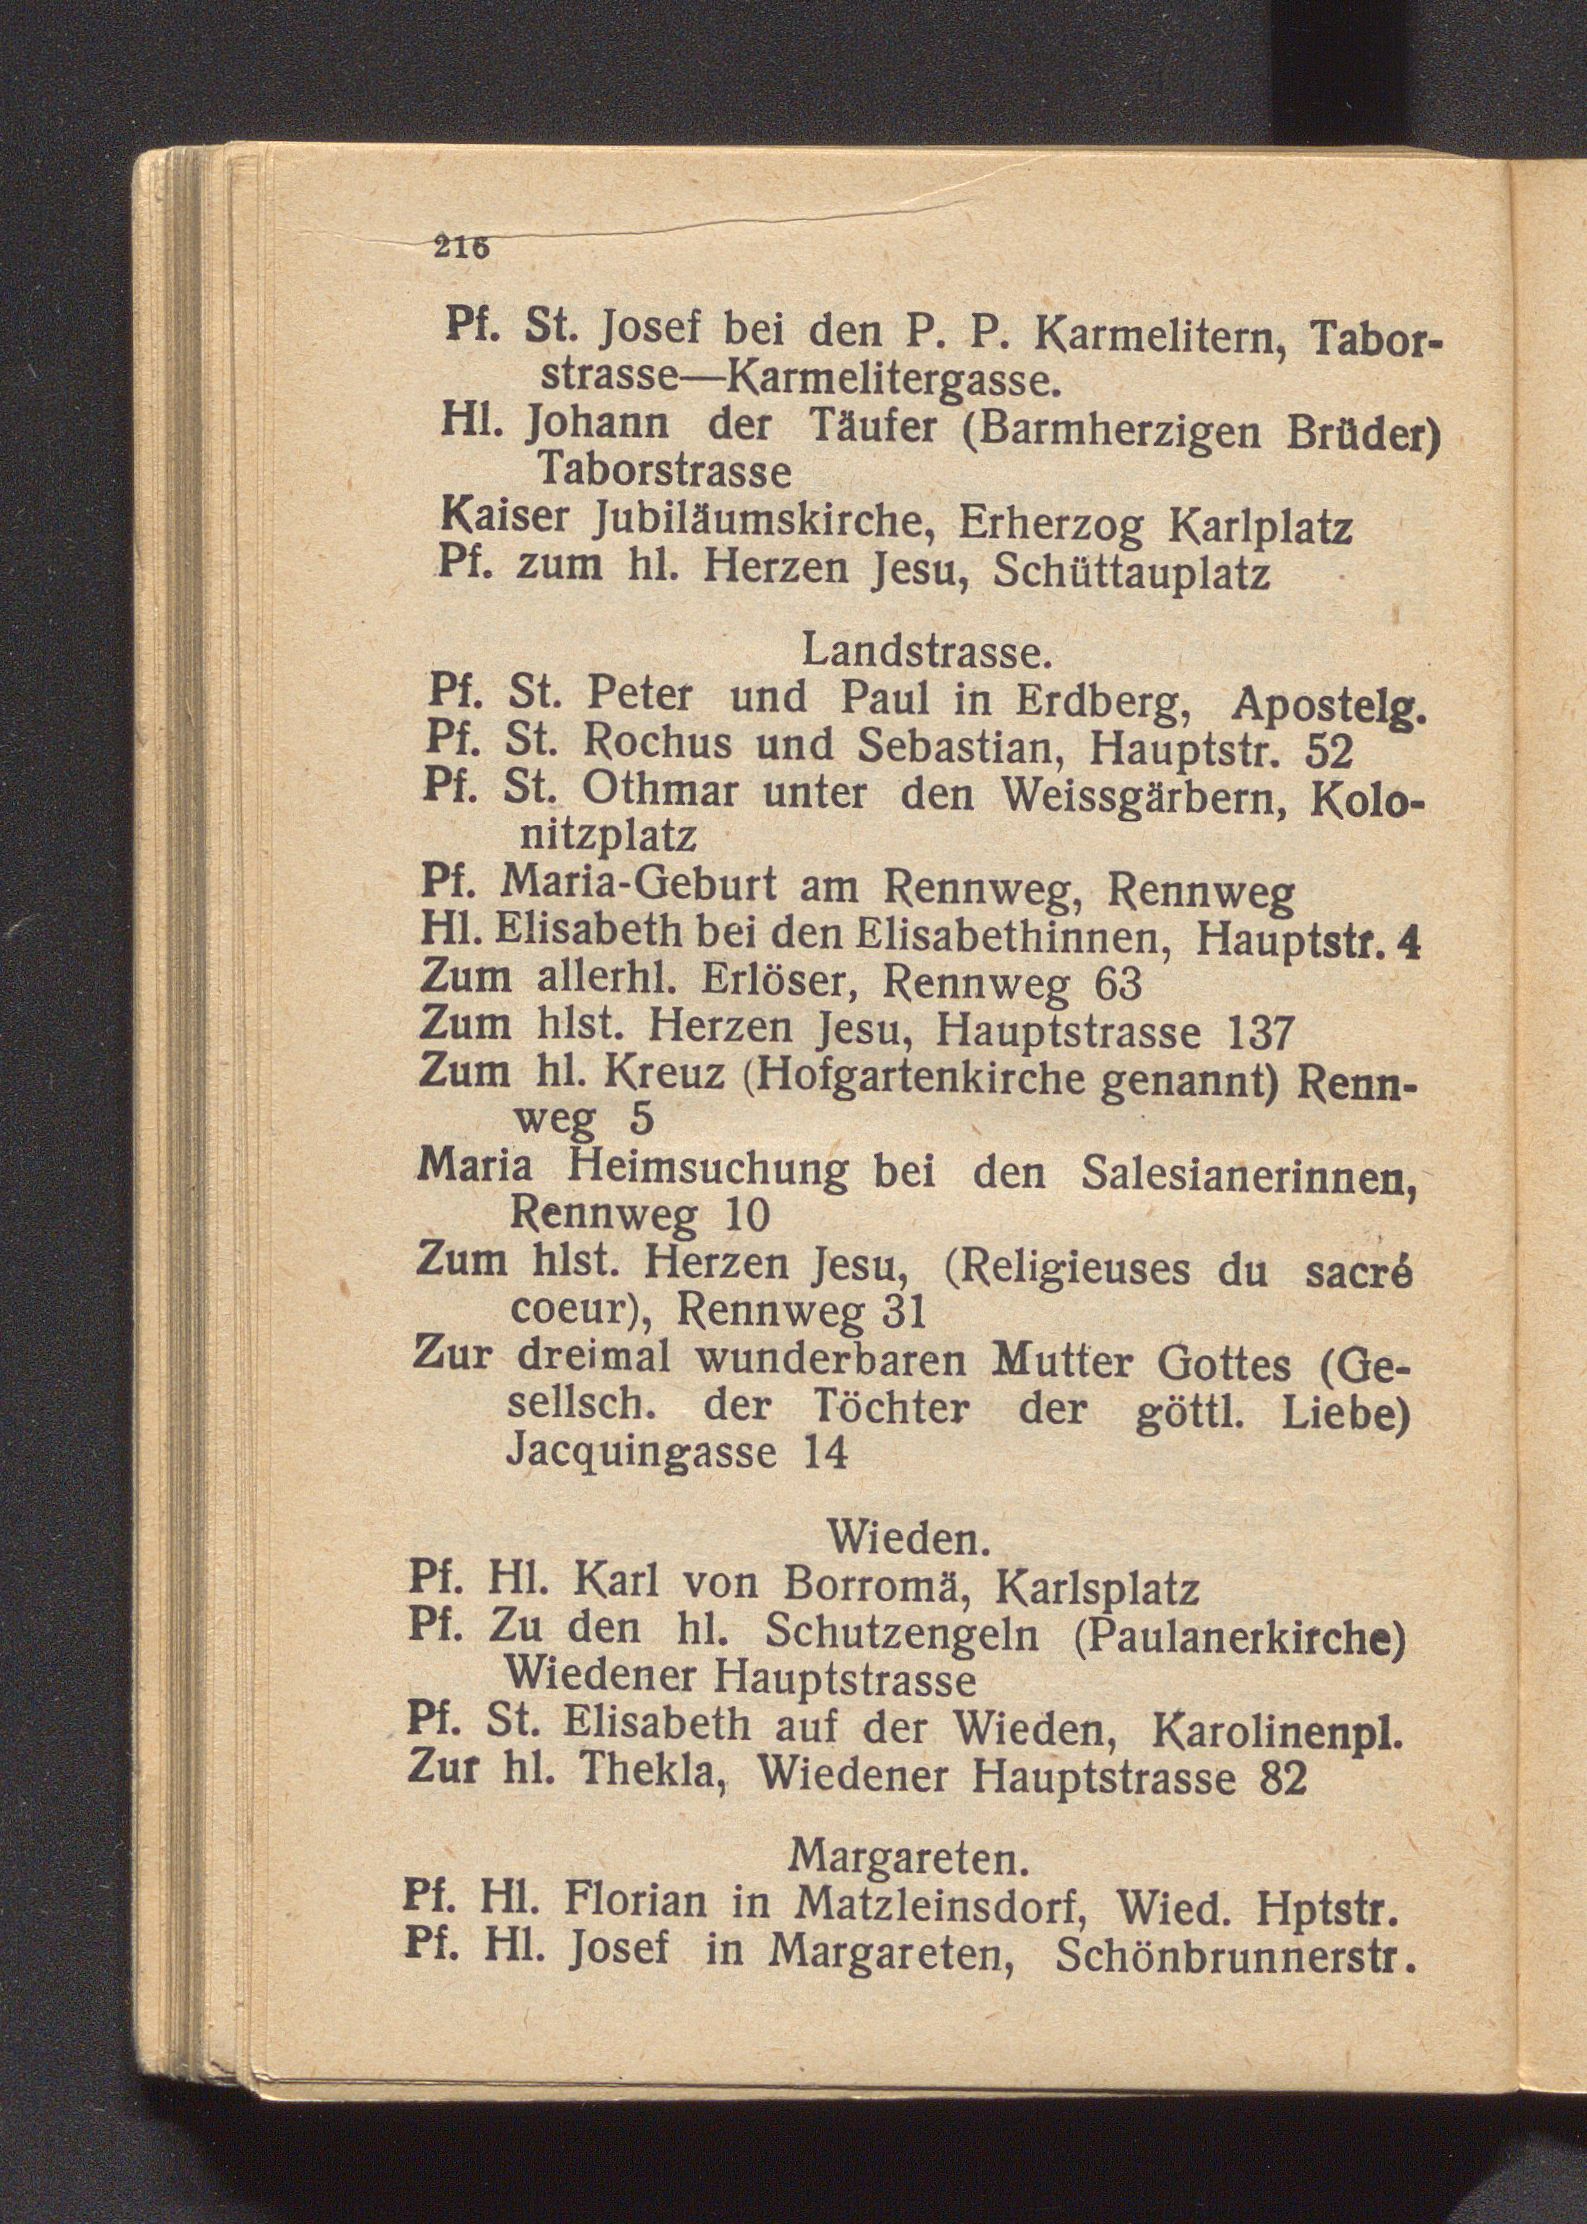 216
Pf. St. Josef bei den P. P. Karmelitern, Tabor-
strasse—Karmelitergasse.
Hl. Johann der Täufer (Barmherzigen Brüder)
Taborstrasse
Kaiser Jubiläumskirche, Erherzog Karlplatz
Pf. zum hl. Herzen Jesu, Schüttauplatz
Landstrasse.
Pf. St. Peter und Paul in Erdberg, Apostelg.
Pf. St. Rochus und Sebastian, Hauptstr. 52
Pf. St. Othmar unter den Weissgärbern, Kolo-
nitzplatz
Pf. Maria-Geburt am Rennweg, Rennweg
Hl. Elisabeth bei den Elisabethinnen, Hauptstr. 4
Zum allerhl. Erlöser, Rennweg 63
Zum hlst. Herzen Jesu, Hauptstrasse 137
Zum hl. Kreuz (Hofgartenkirche genannt) Renn-
weg 5
Maria Heimsuchung bei den Salesianerinnen,
Rennweg 10
Zum hlst. Herzen Jesu, (Religieuses du sacré
coeur), Rennweg 31
Zur dreimal wunderbaren Mutter Gottes (Ge-
sellsch. der Töchter der göttl. Liebe)
Jacquingasse 14
Wieden.
Pf. Hl. Karl von Borromä, Karlsplatz
Pf. Zu den hl. Schutzengeln (Paulanerkirche)
Wiedener Hauptstrasse
Pf. St. Elisabeth auf der Wieden, Karolinenpl.
Zur hl. Thekla, Wiedener Hauptstrasse 82
Margareten.
Pf. Hl. Florian in Matzleinsdorf, Wied. Hptstr.
Pf. Hl. Josef in Margareten, Schönbrunnerstr.